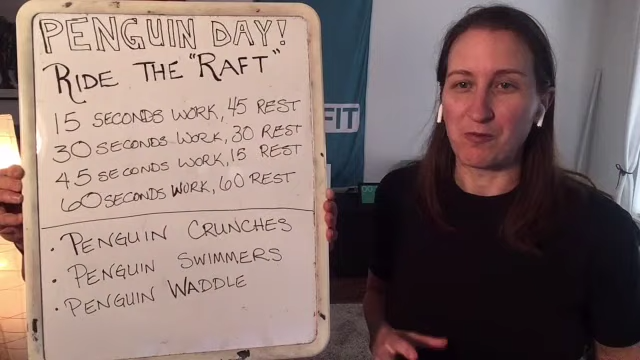 PENGUIN DAY!
RIDE THE "RAFT"
15 SECONDS WORK, 45 REST
30 SECONDS WORK, 30 REST
45 SECONDS WORK, 15 REST
60 SECONDS WORK, 60 REST
· PENGUIN CRUNCHES
· PENGUIN SWIMMERS
· PENGUIN WADDLE
FIT